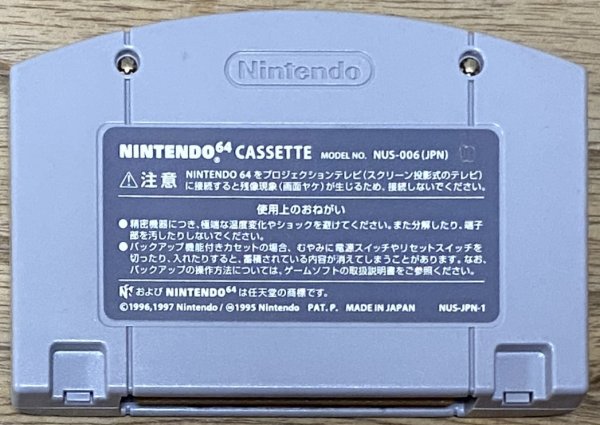 Nintendo
NINTENDO64 CASSETTE MODEL NO. NUS-006(JPN)
注意 NINTENDO 64 をプロジェクションテレビ(スクリーン投影式のテレビ)
に接続すると残像現象(画面ヤケ)が生じるため、接続しないでください。
使用上のおねがい
●精密機器につき、極端な温度変化やショックを避けてください。また分解したり、端子
部を汚したりしないでください。
●バックアップ機能付きカセットの場合、むやみに電源スイッチやリセットスイッチを
切ったり、入れたりすると、蓄積されている内容が消えてしまうことがあります。なお、
バックアップの操作方法については、ゲームソフトの取扱説明書をご参照ください。
および NINTENDO64 は任天堂の商標です。
©1996,1997 Nintendo/Ⓜ1995 Nintendo PAT. P. MADE IN JAPAN NUS-JPN-1